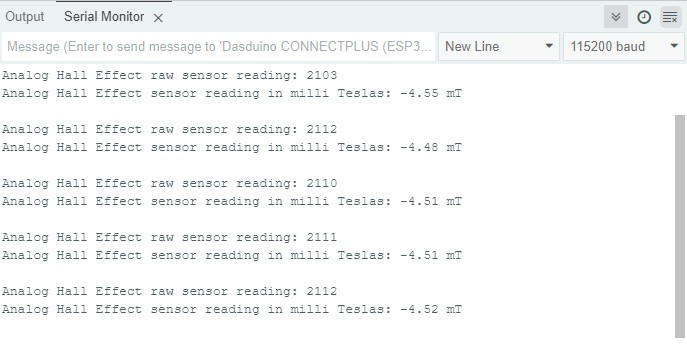 Output
Serial Monitor
Message (Enter to send message to 'Dasduino CONNECTPLUS (ESP3...
New Line
115200 baud
Analog Hall Effect raw sensor reading: 2103
Analog Hall Effect sensor reading in milli Teslas: -4.55 mT
Analog Hall Effect raw sensor reading: 2112
Analog Hall Effect sensor reading in milli Teslas: -4.48 mT
Analog Hall Effect raw sensor reading: 2110
Analog Hall Effect sensor reading in milli Teslas: -4.51 mT
Analog Hall Effect raw sensor reading: 2111
Analog Hall Effect sensor reading in milli Teslas: -4.51 mT
Analog Hall Effect raw sensor reading: 2112
Analog Hall Effect sensor reading in milli Teslas: -4.52 mT